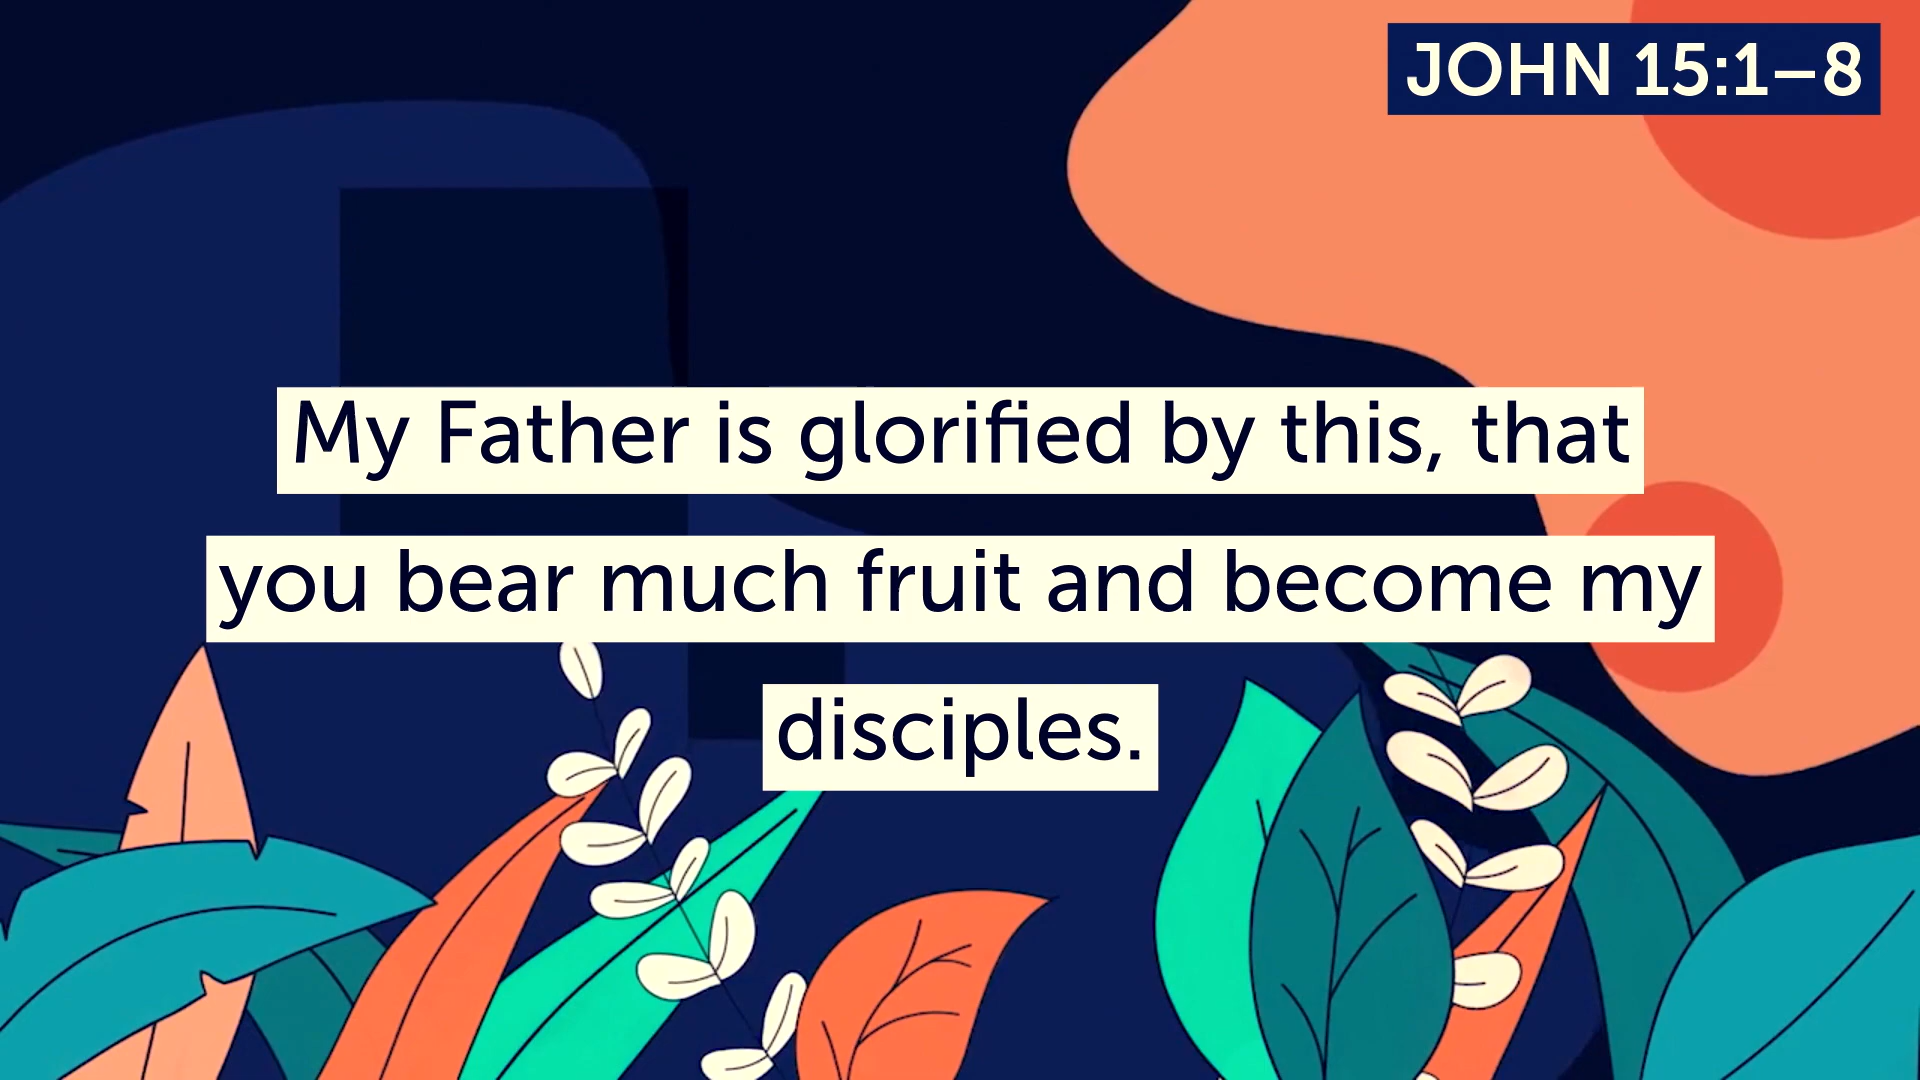 JOHN 15:1–8
My Father is glorified by this, that
you bear much fruit and become my
disciples.